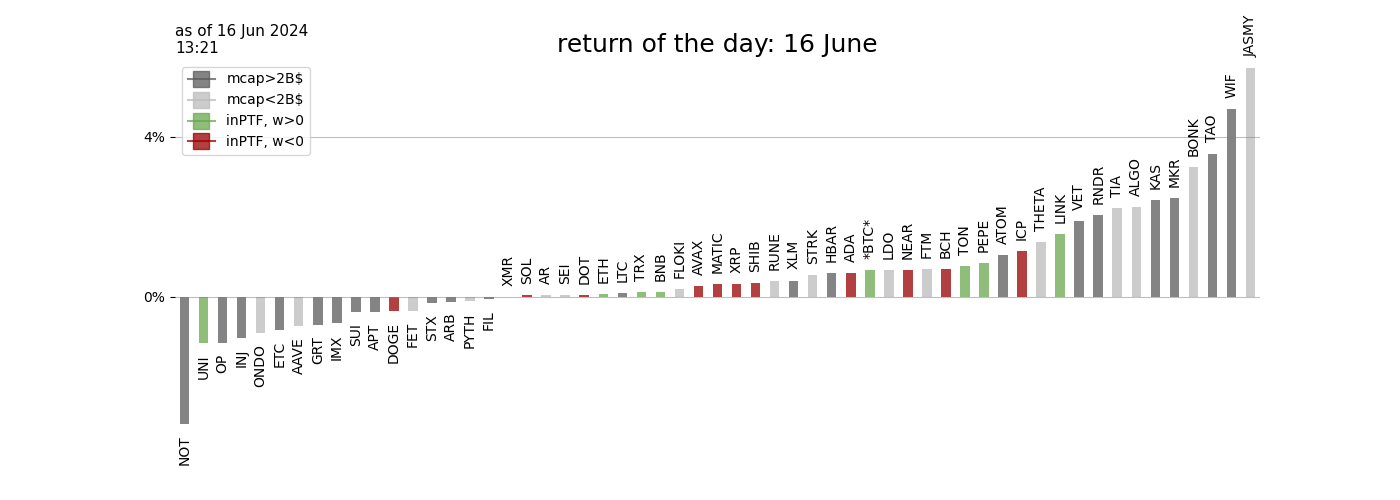 as of 16 Jun 2024
13:21
return of the day: 16 June
mcap>2B$
mcap<2B$
inPTF, w>0
inPTF, w<0
4%
0%
NOT
UNI
OP
INJ
ONDO
ETC
AAVE
GRT
IMX
SUI
APT
DOGE
FET
STX
ARB
PYTH
FIL
XMR
SOL
AR
SEI
DOT
ETH
LTC
TRX
BNB
FLOKI
AVAX
MATIC
XRP
SHIB
RUNE
XLM
STRK
HBAR
ADA
*BTC*
LDO
NEAR
FTM
BCH
TON
PEPE
ATOM
ICP
THETA
LINK
VET
RNDR
TIA
ALGO
KAS
MKR
BONK
TAO
WIF
JASMY